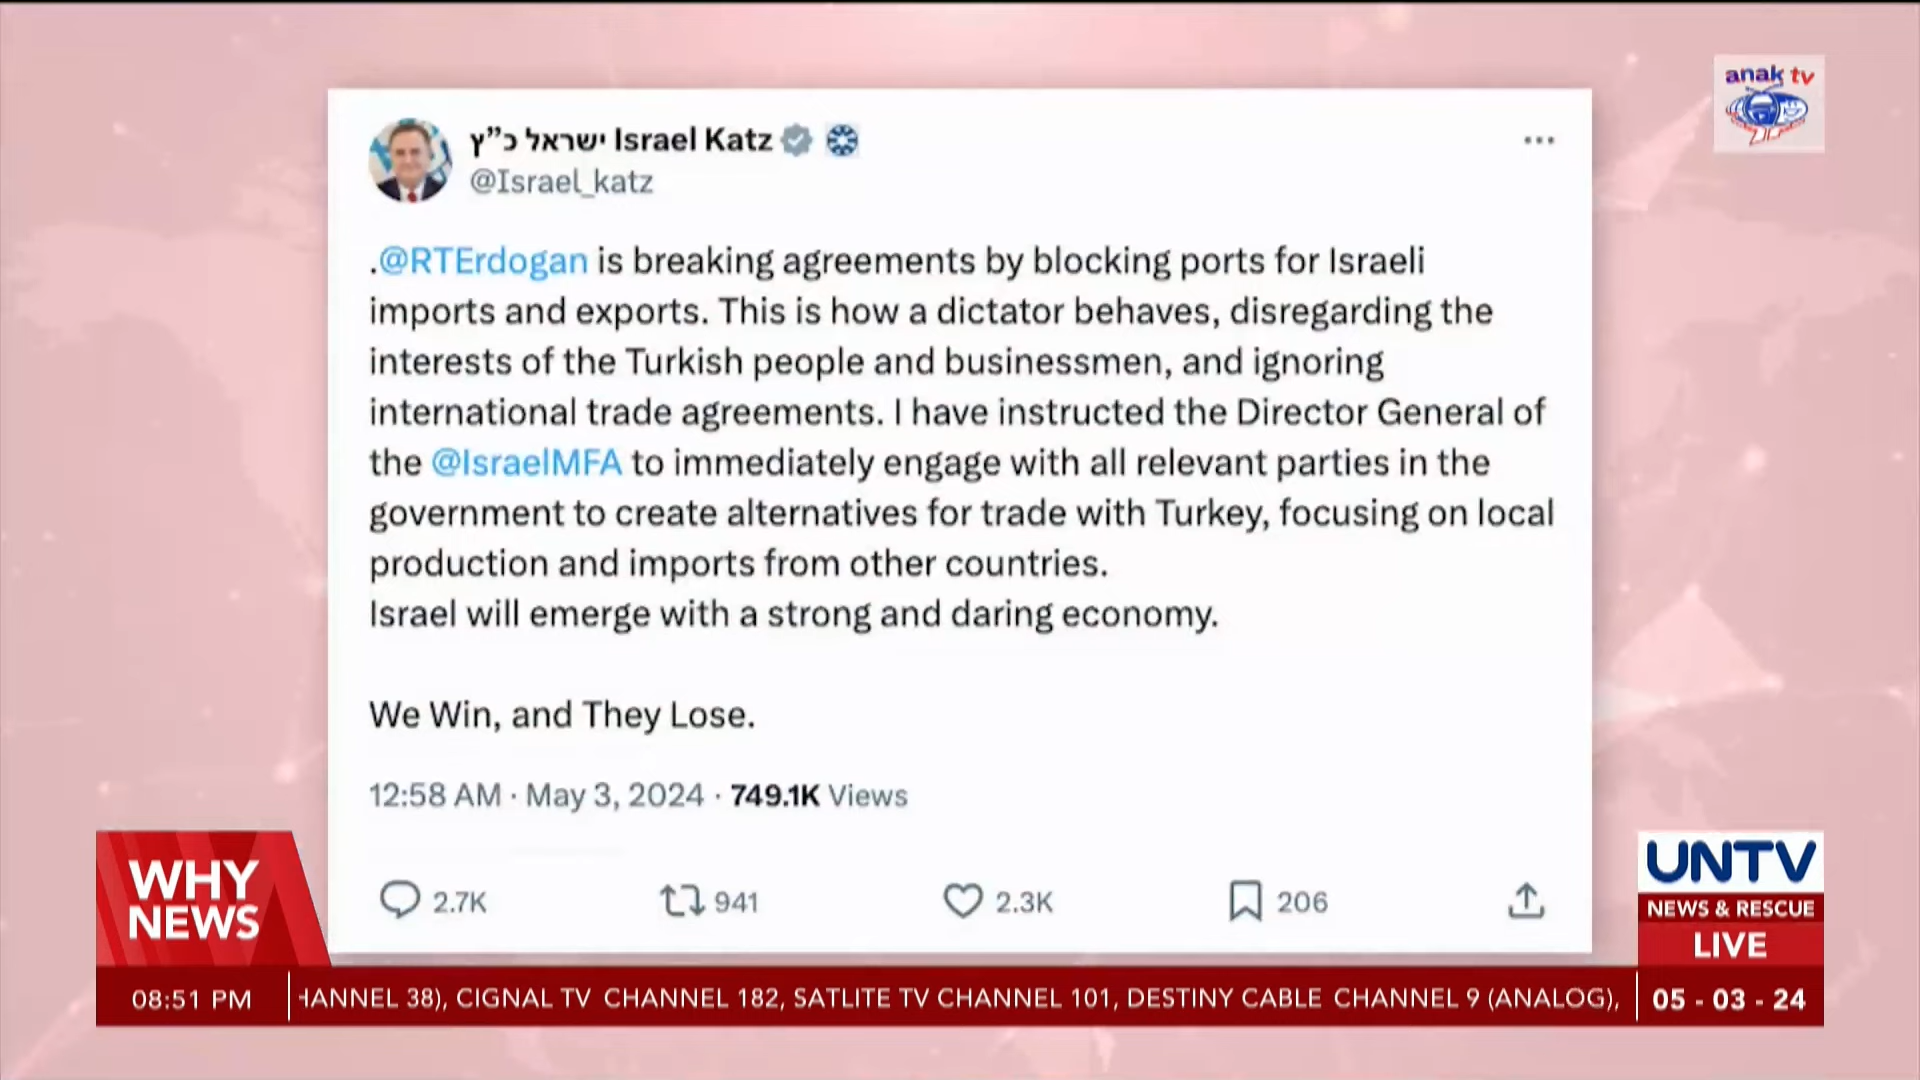 anak tv
ישראל כ”ץ Israel Katz
@Israel_katz
.@RTErdogan is breaking agreements by blocking ports for Israeli
imports and exports. This is how a dictator behaves, disregarding the
interests of the Turkish people and businessmen, and ignoring
international trade agreements. I have instructed the Director General of
the @IsraelMFA to immediately engage with all relevant parties in the
government to create alternatives for trade with Turkey, focusing on local
production and imports from other countries.
Israel will emerge with a strong and daring economy.
We Win, and They Lose.
12:58 AM · May 3, 2024 · 749.1K Views
2.7K 941 2.3K 206
WHY
NEWS
UNTV
NEWS & RESCUE
LIVE
08:51 PM HANNEL 38), CIGNAL TV CHANNEL 182, SATLITE TV CHANNEL 101, DESTINY CABLE CHANNEL 9 (ANALOG), 05 - 03 - 24